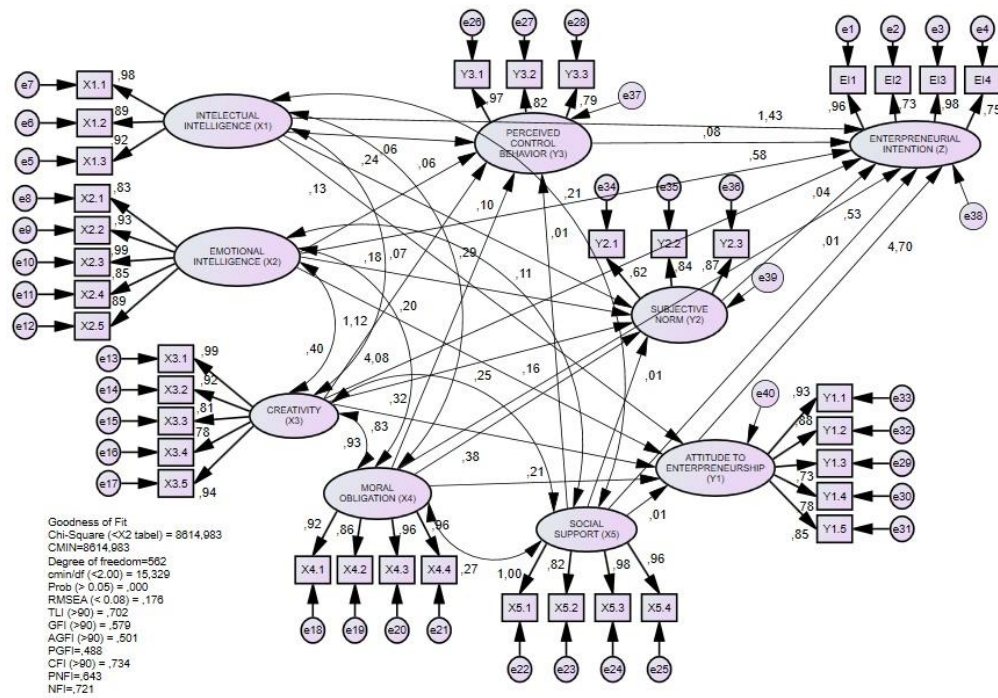 e26
e27
e28
e1
e2
e3
e4
Y3.1
Y3.2
Y3.3
EI1
EI2
EI3
EI4
e37
,97
,82
,79
,96
,73
,98
,75
e7
X1.1
,98
e6
X1.2
,89
e5
X1.3
,92
INTELECTUAL
INTELLIGENCE (X1)
PERCEIVED
CONTROL
BEHAVIOR (Y3)
ENTERPRENEURIAL
INTENTION (Z)
1,43
,08
,24
,06
,06
,58
,13
,21
,04
,10
,53
,01
,01
4,70
e38
e8
X2.1
,83
e9
X2.2
,93
e10
X2.3
,99
e11
X2.4
,85
e12
X2.5
,89
EMOTIONAL
INTELLIGENCE (X2)
e34
e35
e36
Y2.1
Y2.2
Y2.3
,62
,84
,87
e39
SUBJECTIVE
NORM (Y2)
,18
,07
,29
,11
,20
1,12
,40
4,08
,25
,16
,01
,32
,83
,93
,38
,21
,01
e13
X3.1
,99
e14
X3.2
,92
e15
X3.3
,81
e16
X3.4
,78
e17
X3.5
,94
CREATIVITY
(X3)
e40
ATTITUDE TO
ENTERPRENEURSHIP
(Y1)
,93
Y1.1
e33
,88
Y1.2
e32
Y1.3
e29
,73
Y1.4
e30
,78
Y1.5
e31
,85
MORAL
OBLIGATION (X4)
,92
,86
,96
,96
,27
X4.1
X4.2
X4.3
X4.4
e18
e19
e20
e21
SOCIAL
SUPPORT (X5)
1,00
,82
,98
,96
X5.1
X5.2
X5.3
X5.4
e22
e23
e24
e25
Goodness of Fit
Chi-Square (<X2 tabel) = 8614,983
CMIN=8614,983
Degree of freedom=562
cmin/df (<2.00) = 15,329
Prob (> 0.05) = ,000
RMSEA (< 0.08) = ,176
TLI (>90) = ,702
GFI (>90) = ,579
AGFI (>90) = ,501
PGFI=,488
CFI (>90) = ,734
PNFI=,643
NFI=,721